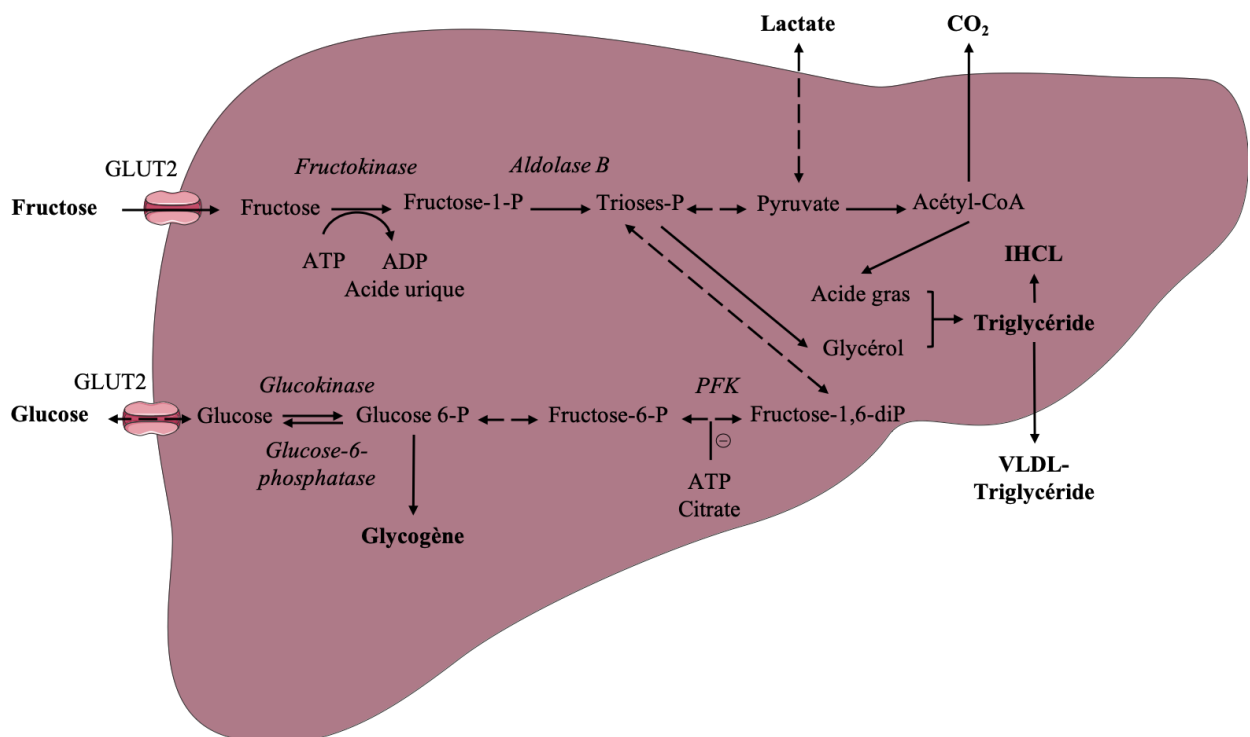 Lactate
CO₂
GLUT2
Fructokinase
Aldolase B
Fructose
Fructose
Fructose-1-P
Trioses-P
Pyruvate
Acétyl-CoA
ATP
ADP
Acide urique
IHCL
Acide gras
Triglycéride
Glycérol
GLUT2
Glucokinase
PFK
Glucose
Glucose
Glucose 6-P
Fructose-6-P
Fructose-1,6-diP
Glucose-6-
phosphatase
⊖
ATP
Citrate
VLDL-
Triglycéride
Glycogène